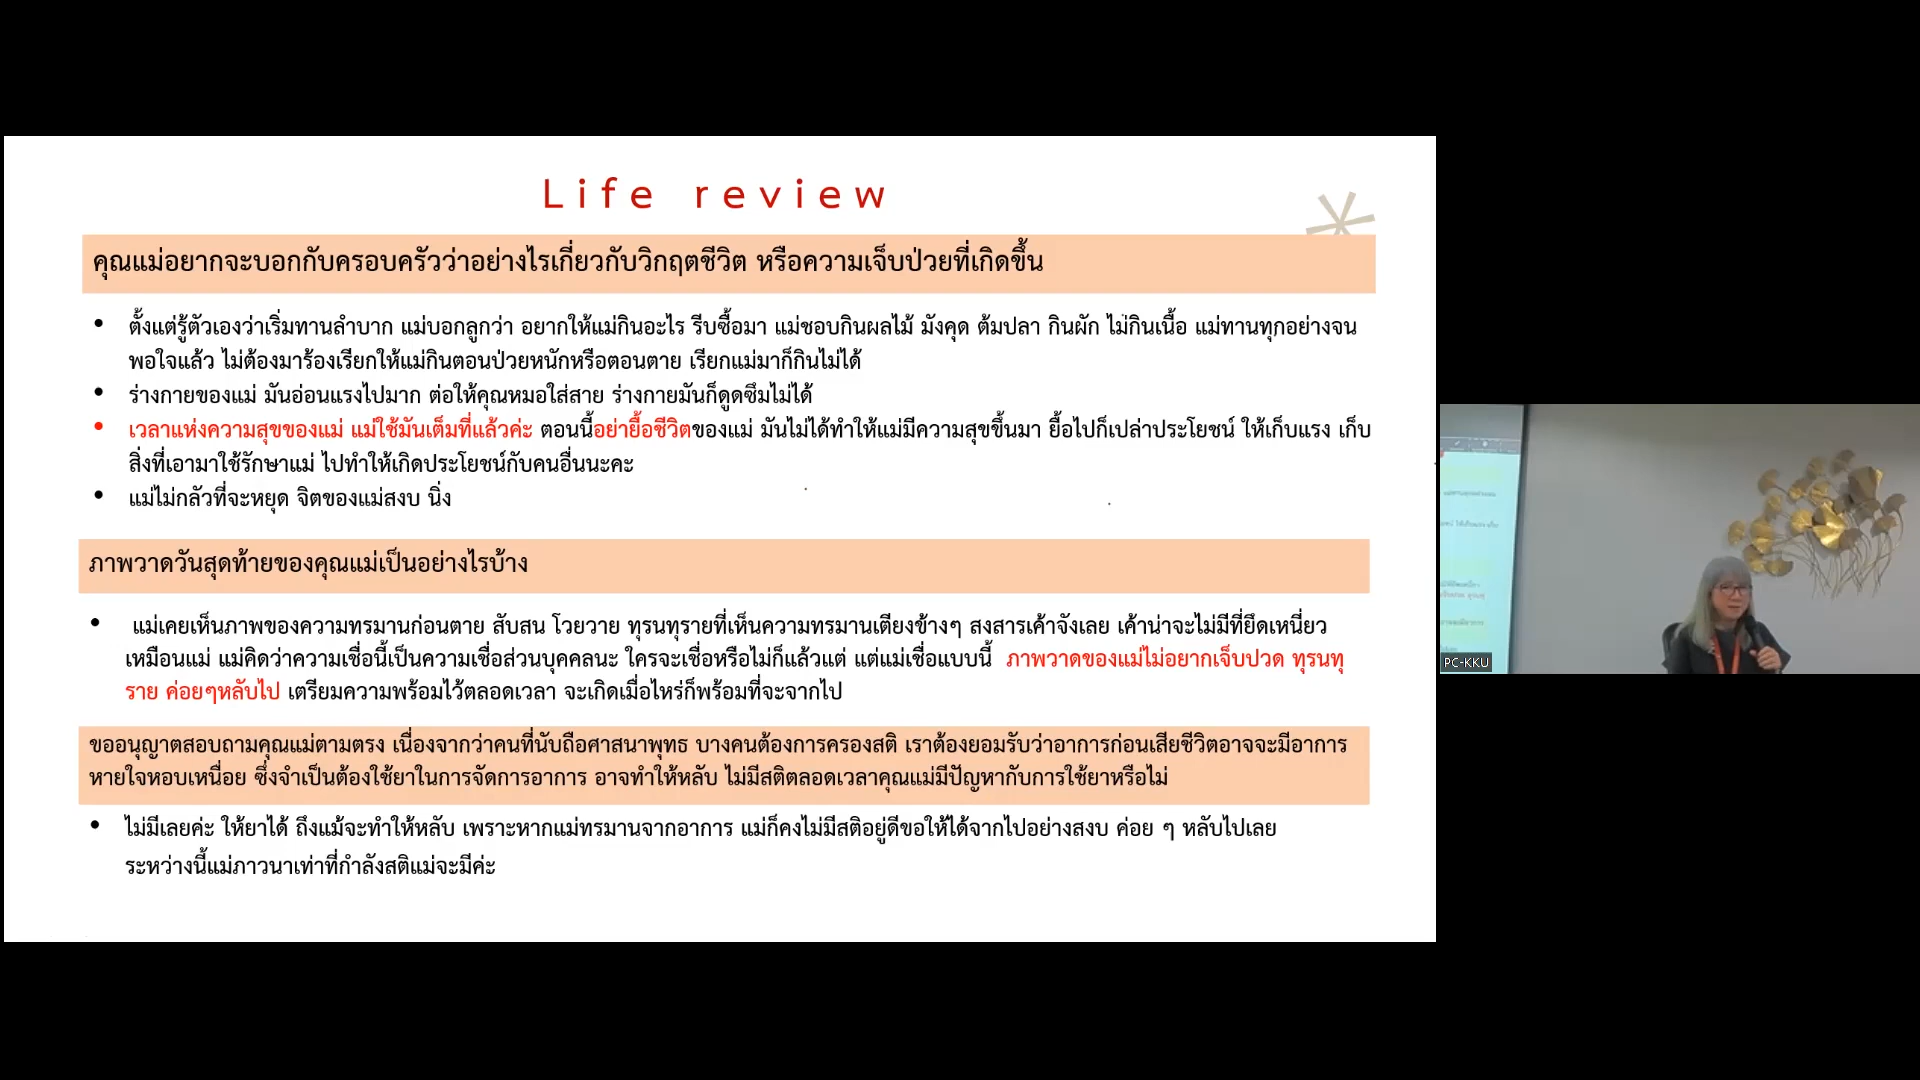 Life review
คุณแม่อยากจะบอกกับครอบครัวว่าอย่างไรเกี่ยวกับวิกฤตชีวิต หรือความเจ็บป่วยที่เกิดขึ้น
• ตั้งแต่รู้ตัวเองว่าเริ่มทานลำบาก แม่บอกลูกว่า อยากให้แม่กินอะไร รีบซื้อมา แม่ชอบกินผลไม้ มังคุด ต้มปลา กินผัก ไม่กินเนื้อ แม่ทานทุกอย่างจน
พอใจแล้ว ไม่ต้องมาร้องเรียกให้แม่กินตอนป่วยหนักหรือตอนตาย เรียกแม่มาก็กินไม่ได้
• ร่างกายของแม่ มันอ่อนแรงไปมาก ต่อให้คุณหมอใส่สาย ร่างกายมันก็ดูดซึมไม่ได้
• เวลาแห่งความสุขของแม่ แม่ใช้มันเต็มที่แล้วค่ะ ตอนนี้อย่ายื้อชีวิตของแม่ มันไม่ได้ทำให้แม่มีความสุขขึ้นมา ยื้อไปก็เปล่าประโยชน์ ให้เก็บแรง เก็บ
สิ่งที่เอามาใช้รักษาแม่ ไปทำให้เกิดประโยชน์กับคนอื่นนะคะ
• แม่ไม่กลัวที่จะหยุด จิตของแม่สงบ นิ่ง
ภาพวาดวันสุดท้ายของคุณแม่เป็นอย่างไรบ้าง
• แม่เคยเห็นภาพของความทรมานก่อนตาย สับสน โวยวาย ทุรนทุรายที่เห็นความทรมานเตียงข้างๆ สงสารเค้าจังเลย เค้าน่าจะไม่มีที่ยึดเหนี่ยว
เหมือนแม่ แม่คิดว่าความเชื่อนี้เป็นความเชื่อส่วนบุคคลนะ ใครจะเชื่อหรือไม่ก็แล้วแต่ แต่แม่เชื่อแบบนี้ ภาพวาดของแม่ไม่อยากเจ็บปวด ทุรนทุ
ราย ค่อยๆหลับไป เตรียมความพร้อมไว้ตลอดเวลา จะเกิดเมื่อไหร่ก็พร้อมที่จะจากไป
ขออนุญาตสอบถามคุณแม่ตามตรง เนื่องจากว่าคนที่นับถือศาสนาพุทธ บางคนต้องการครองสติ เราต้องยอมรับว่าอาการก่อนเสียชีวิตอาจจะมีอาการ
หายใจหอบเหนื่อย ซึ่งจำเป็นต้องใช้ยาในการจัดการอาการ อาจทำให้หลับ ไม่มีสติตลอดเวลาคุณแม่มีปัญหากับการใช้ยาหรือไม่
• ไม่มีเลยค่ะ ให้ยาได้ ถึงแม้จะทำให้หลับ เพราะหากแม่ทรมานจากอาการ แม่ก็คงไม่มีสติอยู่ดีขอให้ได้จากไปอย่างสงบ ค่อย ๆ หลับไปเลย
ระหว่างนี้แม่ภาวนาเท่าที่กำลังสติแม่จะมีค่ะ
PC-KKU